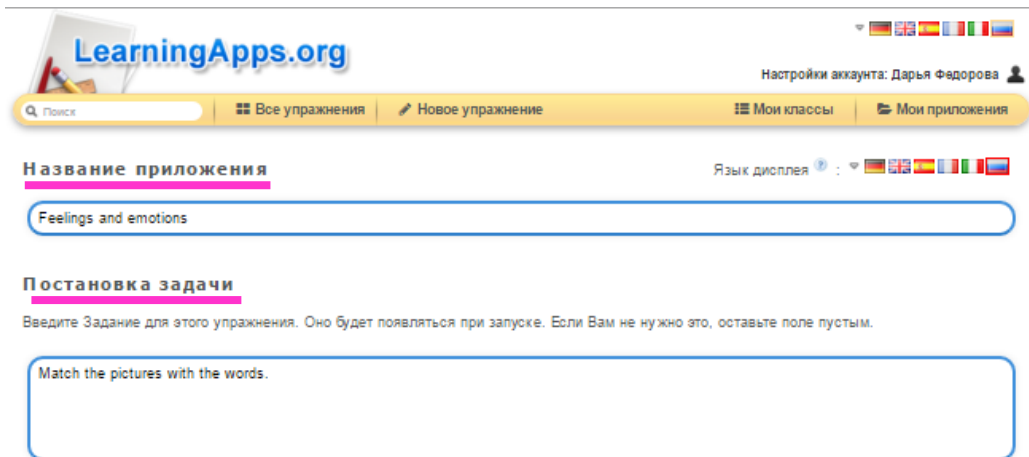 LearningApps.org
Настройки аккаунта: Дарья Федорова
Поиск
Все упражнения
Новое упражнение
Мои классы
Мои приложения
Название приложения
Язык дисплея ? :
Feelings and emotions
Постановка задачи
Введите Задание для этого упражнения. Оно будет появляться при запуске. Если Вам не нужно это, оставьте поле пустым.
Match the pictures with the words.